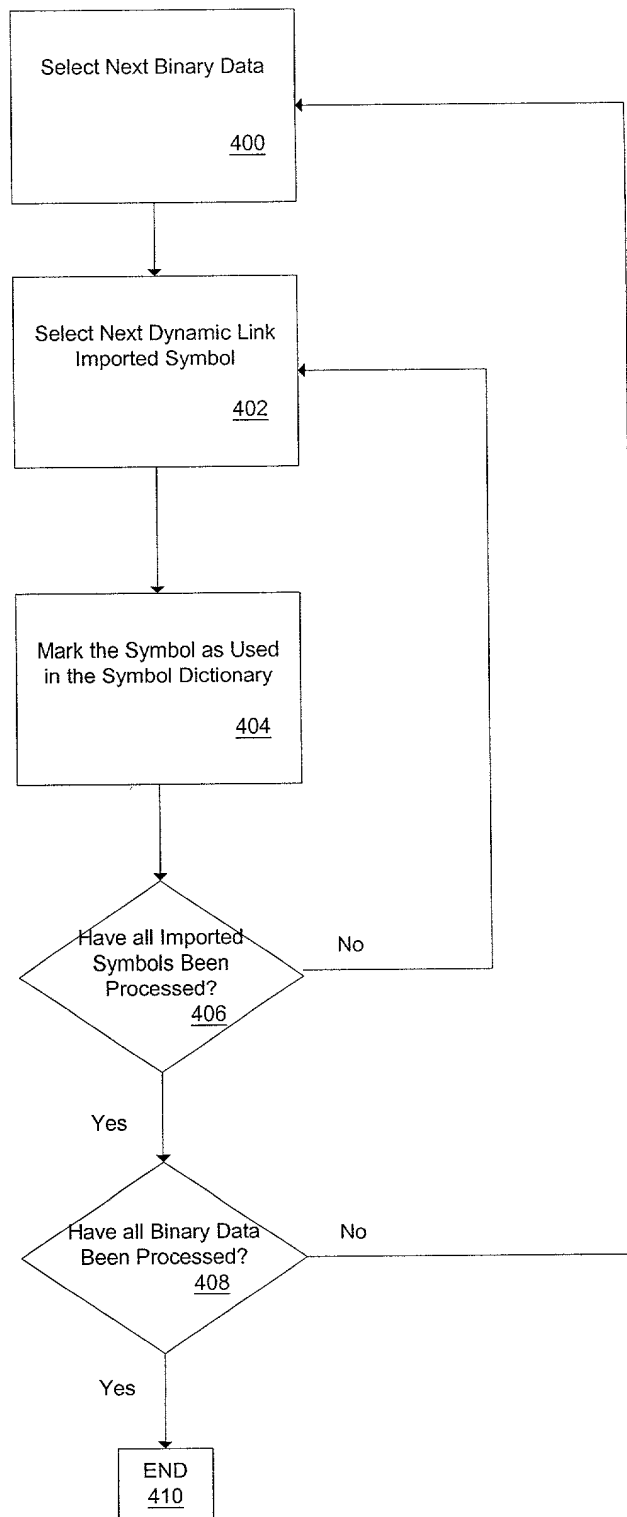 Select Next Binary Data
400
Select Next Dynamic Link
Imported Symbol
402
Mark the Symbol as Used
in the Symbol Dictionary
404
Have all Imported
Symbols Been
Processed?
406
No
Yes
Have all Binary Data
Been Processed?
408
No
Yes
END
410